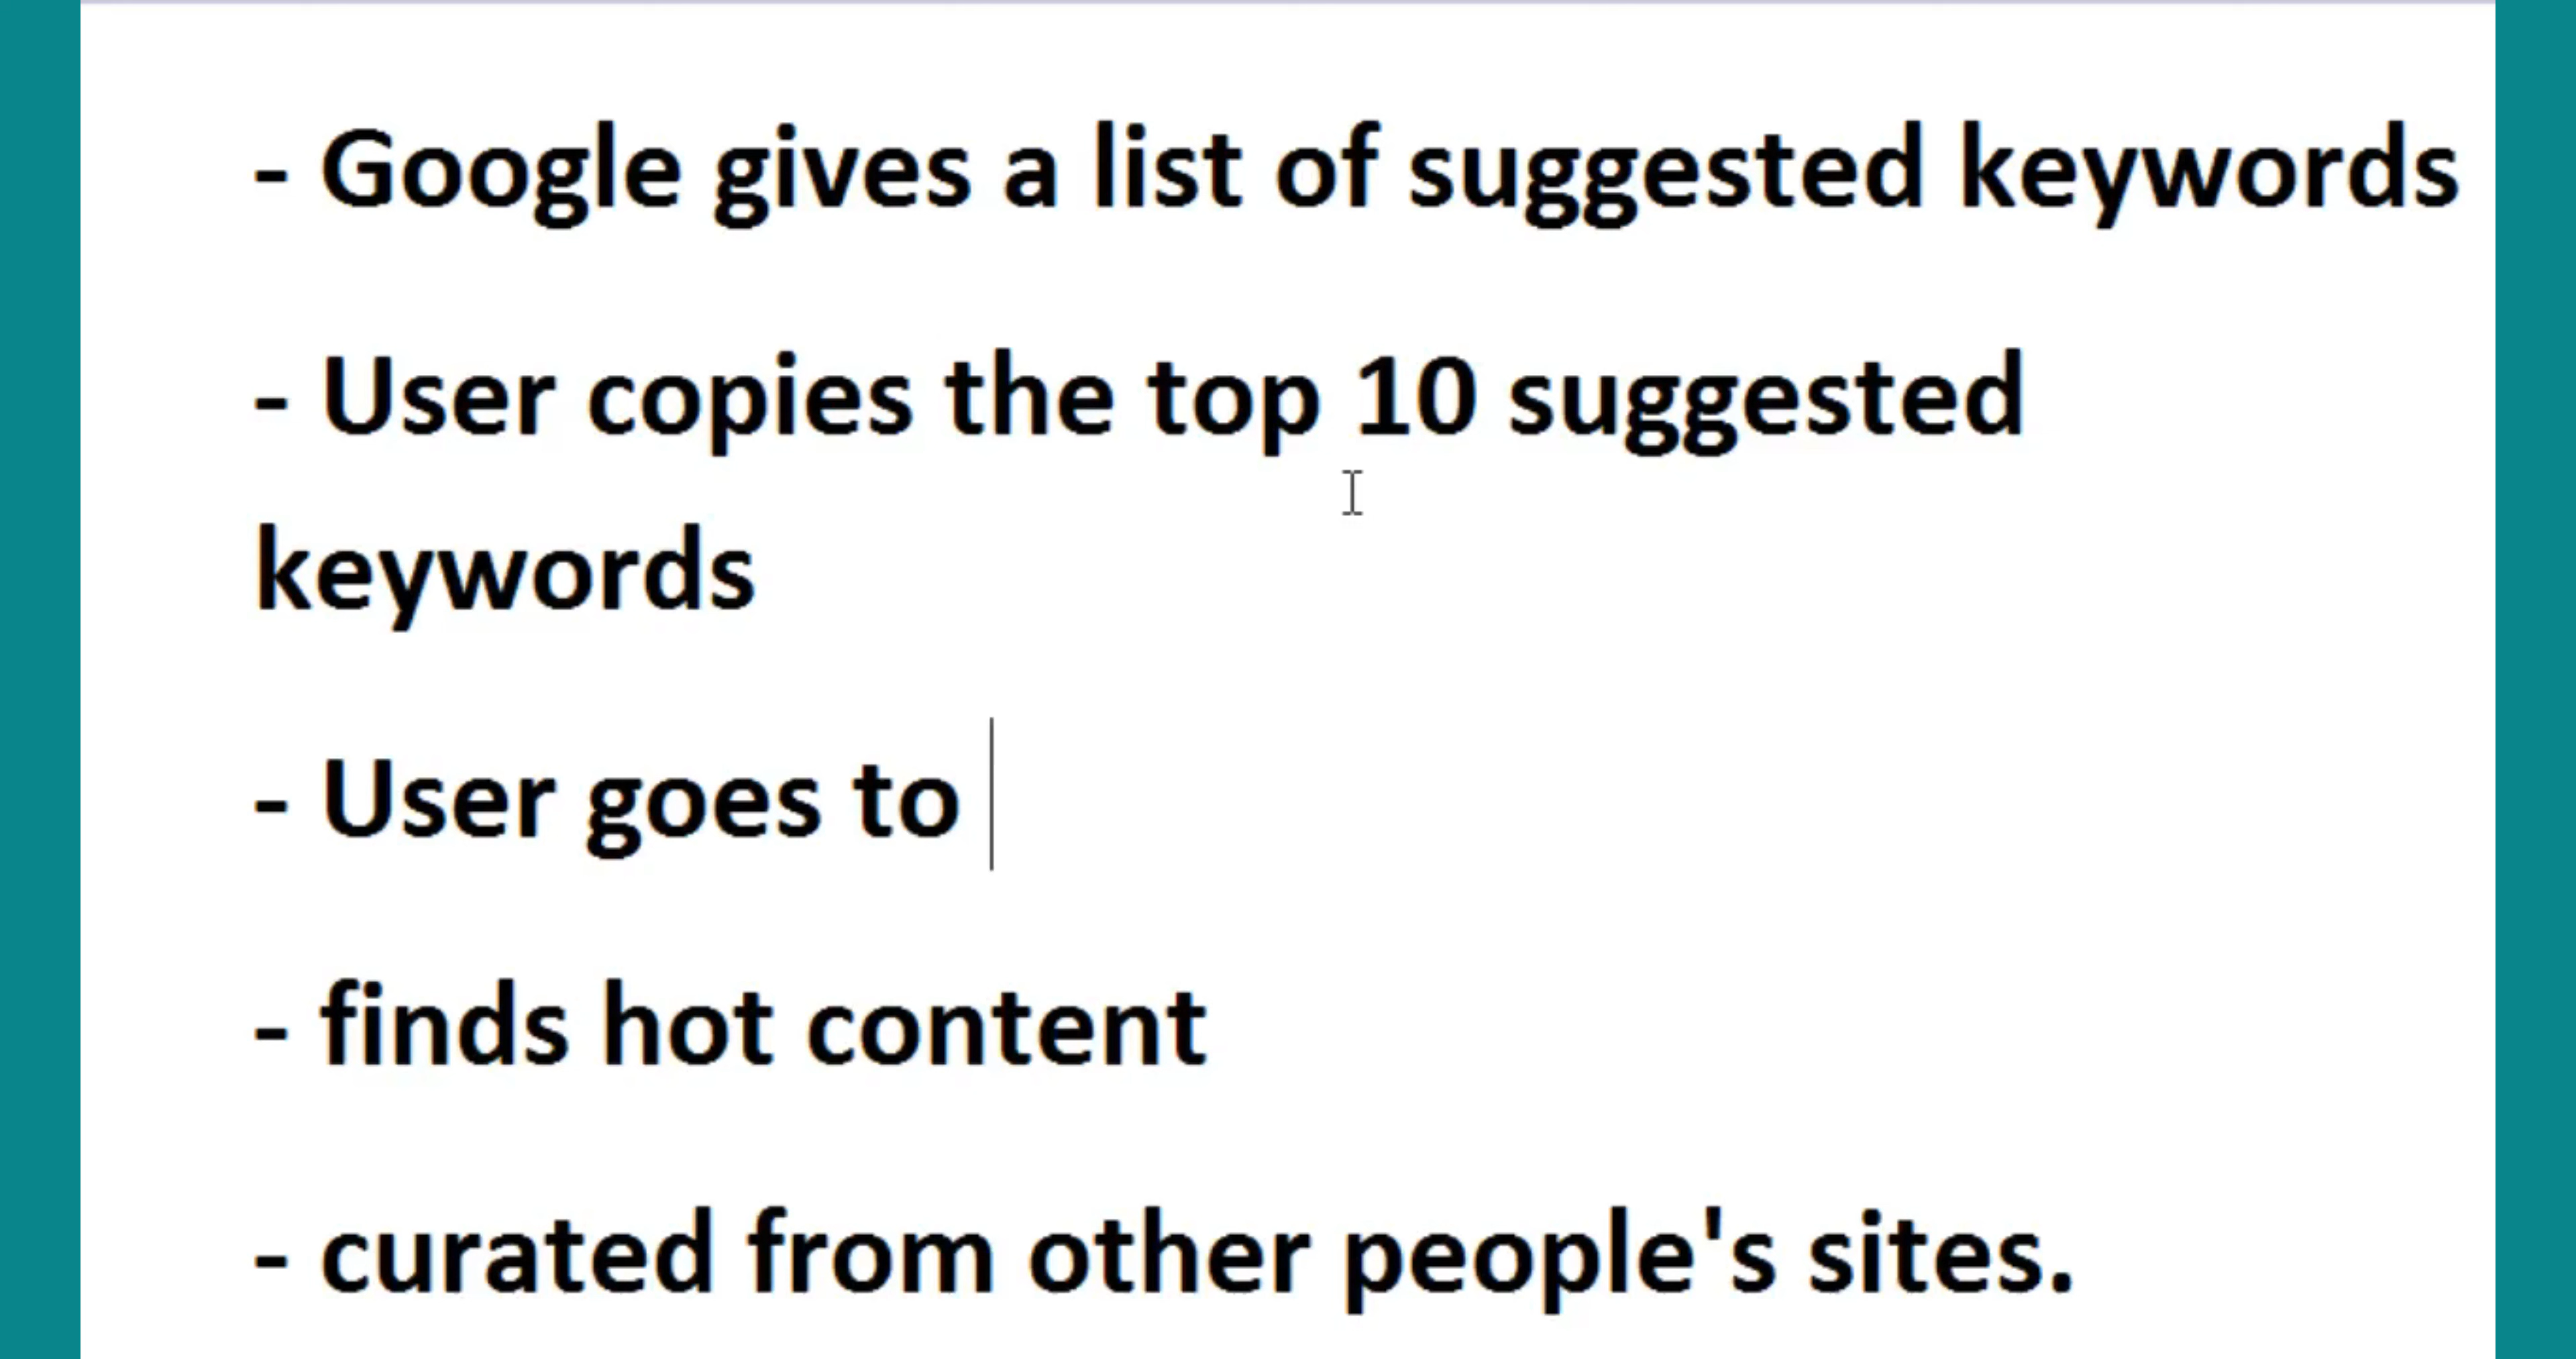 - Google gives a list of suggested keywords
- User copies the top 10 suggested
keywords
- User goes to
- finds hot content
- curated from other people's sites.